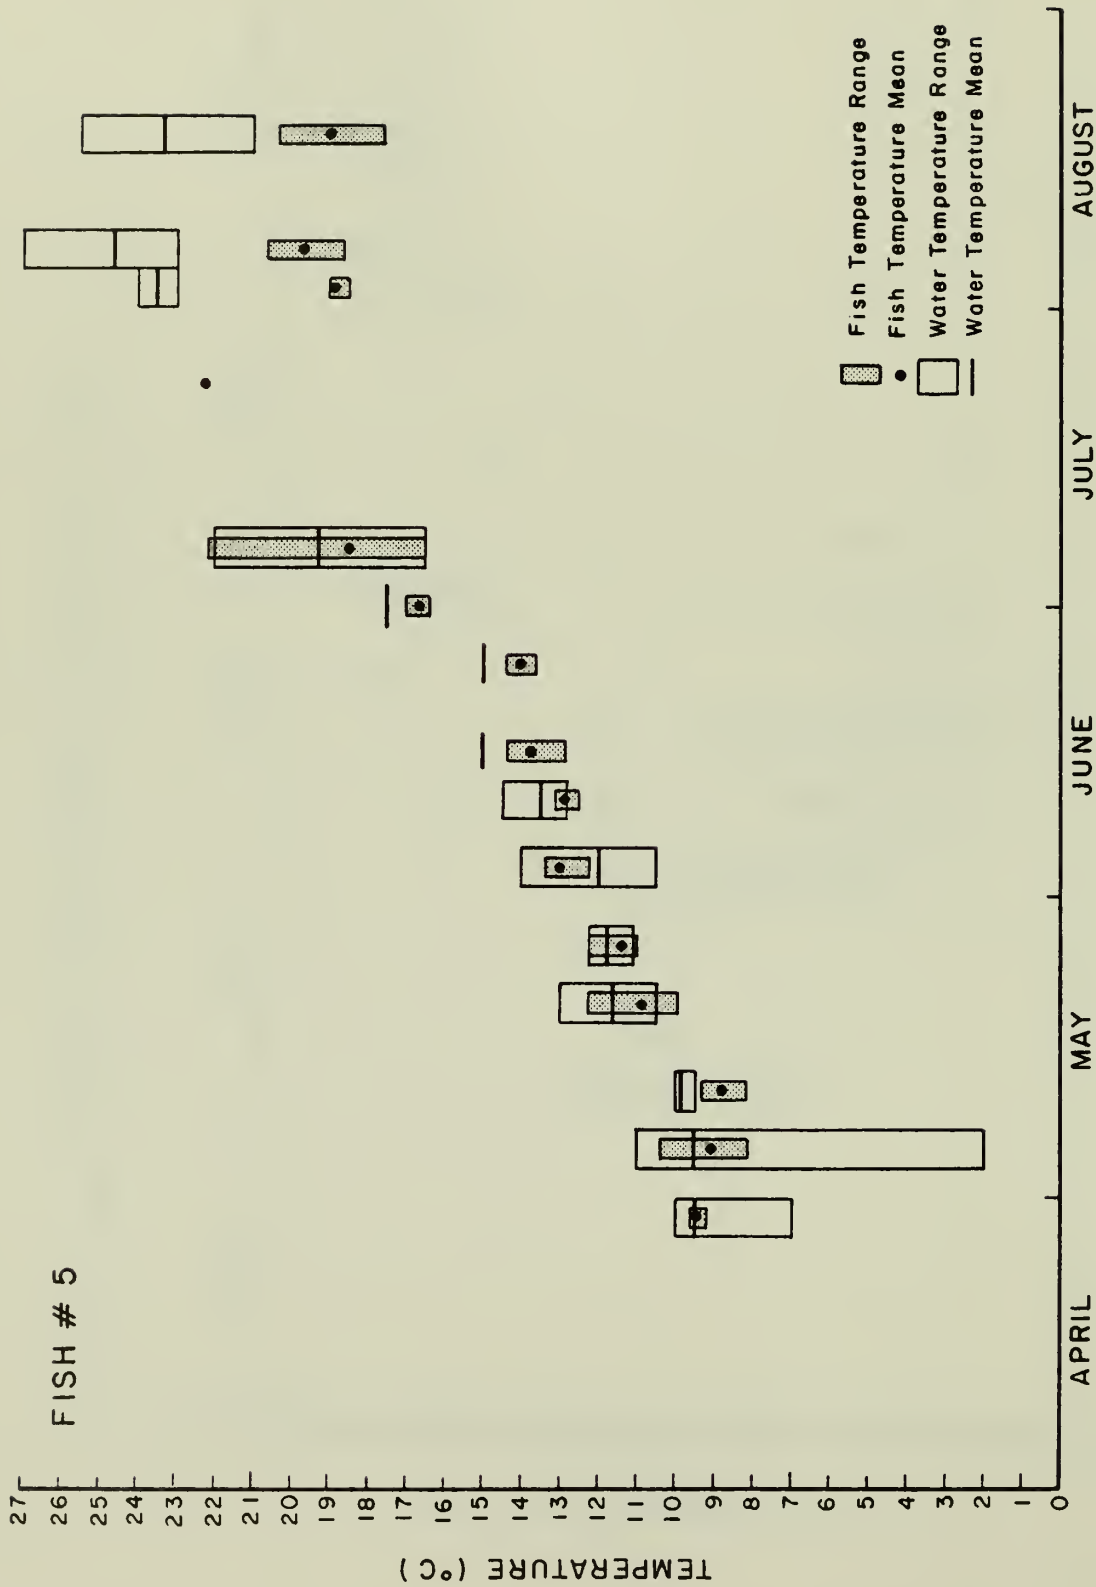 FISH # 5
TEMPERATURE (°C)
27
26
25
24
23
22
21
20
19
18
17
16
15
14
13
12
11
10
9
8
7
6
5
4
3
2
1
0
APRIL
MAY
JUNE
JULY
AUGUST
Fish Temperature Range
Fish Temperature Mean
Water Temperature Range
Water Temperature Mean